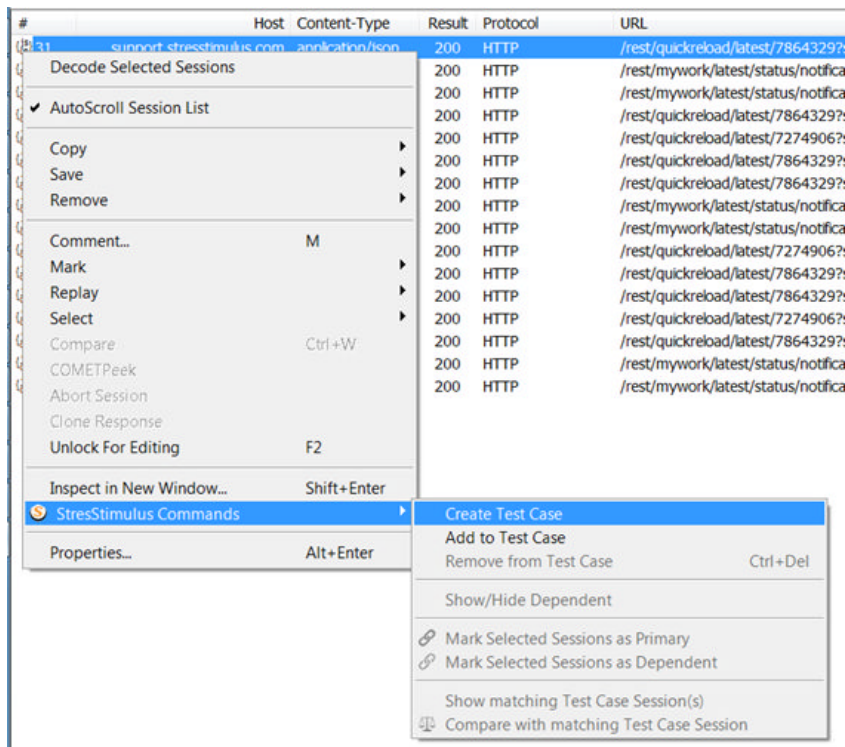 # Host Content-Type Result Protocol URL
31 support.stresstimulus.com application/json 200 HTTP /rest/quickreload/latest/7864329?s
Decode Selected Sessions 200 HTTP /rest/mywork/latest/status/notifica
200 HTTP /rest/mywork/latest/status/notifica
AutoScroll Session List 200 HTTP /rest/quickreload/latest/7864329?s
200 HTTP /rest/quickreload/latest/7274906?s
Copy 200 HTTP /rest/quickreload/latest/7864329?s
Save 200 HTTP /rest/quickreload/latest/7864329?s
Remove 200 HTTP /rest/mywork/latest/status/notifica
200 HTTP /rest/mywork/latest/status/notifica
Comment... M 200 HTTP /rest/quickreload/latest/7274906?s
Mark 200 HTTP /rest/quickreload/latest/7864329?s
Replay 200 HTTP /rest/quickreload/latest/7864329?s
Select 200 HTTP /rest/quickreload/latest/7274906?s
Compare Ctrl+W 200 HTTP /rest/quickreload/latest/7864329?s
COMETPeek 200 HTTP /rest/mywork/latest/status/notifica
Abort Session 200 HTTP /rest/mywork/latest/status/notifica
Clone Response
Unlock For Editing F2
Inspect in New Window... Shift+Enter
StresStimulus Commands
Properties... Alt+Enter
Create Test Case
Add to Test Case
Remove from Test Case Ctrl+Del
Show/Hide Dependent
Mark Selected Sessions as Primary
Mark Selected Sessions as Dependent
Show matching Test Case Session(s)
Compare with matching Test Case Session